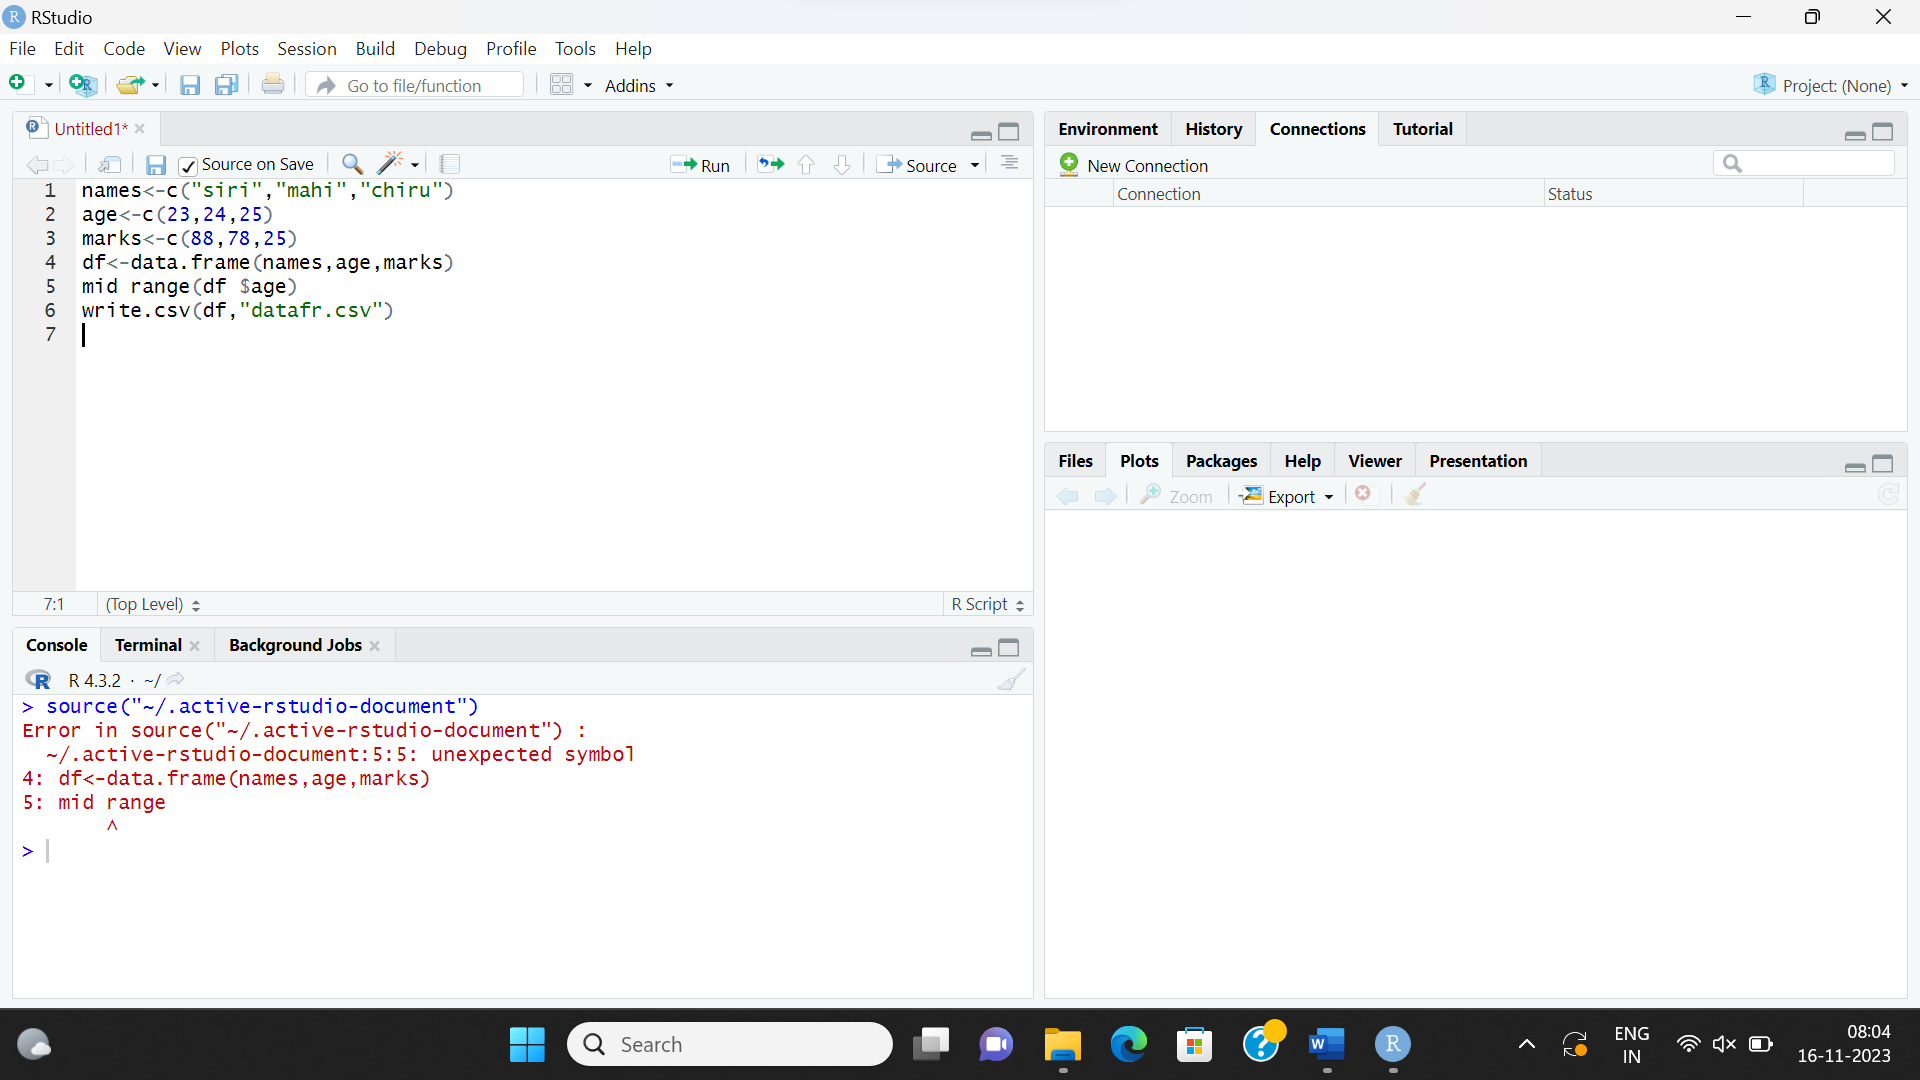 RStudio
File Edit Code View Plots Session Build Debug Profile Tools Help
Go to file/function Addins Project: (None)
Untitled1*
Source on Save Run Source
1 names<-c("siri","mahi","chiru")
2 age<-c(23,24,25)
3 marks<-c(88,78,25)
4 df<-data.frame(names,age,marks)
5 mid range(df $age)
6 write.csv(df,"datafr.csv")
7
7:1 (Top Level) R Script
Console Terminal Background Jobs
R 4.3.2 · ~/
> source("~/.active-rstudio-document")
Error in source("~/.active-rstudio-document") :
  ~/.active-rstudio-document:5:5: unexpected symbol
4: df<-data.frame(names,age,marks)
5: mid range
       ^
>
Environment History Connections Tutorial
New Connection
Connection Status
Files Plots Packages Help Viewer Presentation
Zoom Export
Search
ENG
IN
08:04
16-11-2023